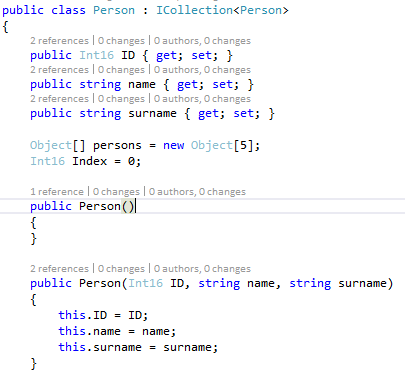 public class Person : ICollection<Person>
{
2 references | 0 changes | 0 authors, 0 changes
public Int16 ID { get; set; }
2 references | 0 changes | 0 authors, 0 changes
public string name { get; set; }
2 references | 0 changes | 0 authors, 0 changes
public string surname { get; set; }
Object[] persons = new Object[5];
Int16 Index = 0;
1 reference | 0 changes | 0 authors, 0 changes
public Person()
{
}
2 references | 0 changes | 0 authors, 0 changes
public Person(Int16 ID, string name, string surname)
{
this.ID = ID;
this.name = name;
this.surname = surname;
}